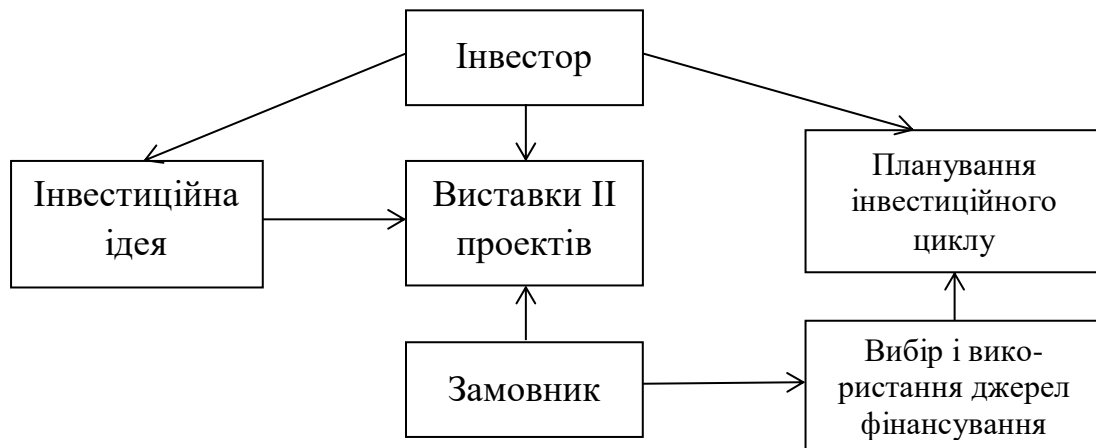 Інвестор
Інвестиційна
ідея
Виставки ІІ
проектів
Планування
інвестиційного
циклу
Замовник
Вибір і вико-
ристання джерел
фінансування